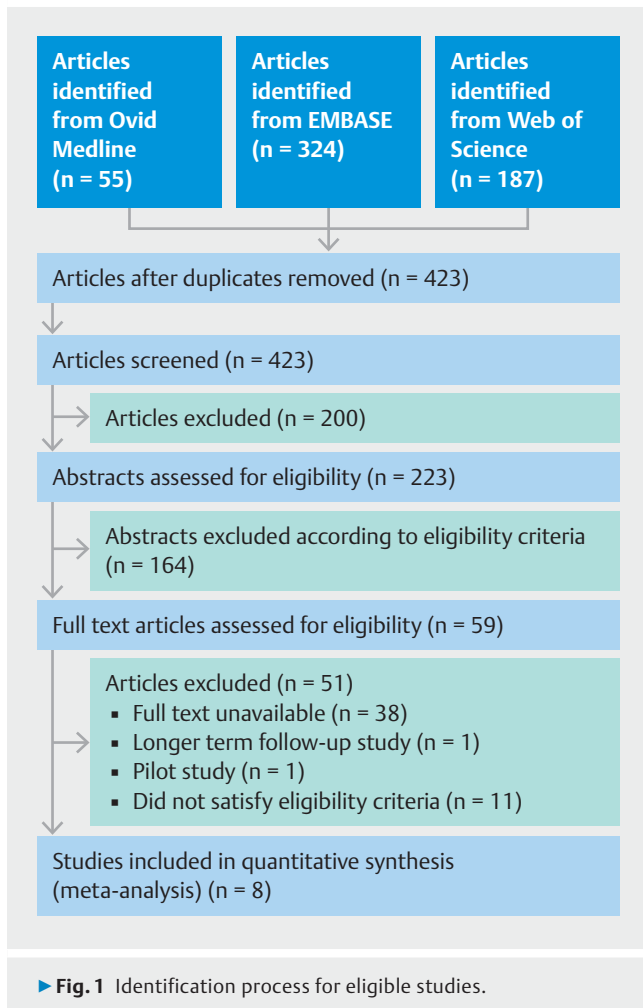 Articles
identified
from Ovid
Medline
(n = 55)
Articles
identified
from EMBASE
(n = 324)
Articles
identified
from Web of
Science
(n = 187)
Articles after duplicates removed (n = 423)
Articles screened (n = 423)
Articles excluded (n = 200)
Abstracts assessed for eligibility (n = 223)
Abstracts excluded according to eligibility criteria
(n = 164)
Full text articles assessed for eligibility (n = 59)
Articles excluded (n = 51)
▪ Full text unavailable (n = 38)
▪ Longer term follow-up study (n = 1)
▪ Pilot study (n = 1)
▪ Did not satisfy eligibility criteria (n = 11)
Studies included in quantitative synthesis
(meta-analysis) (n = 8)
▶ Fig. 1 Identification process for eligible studies.